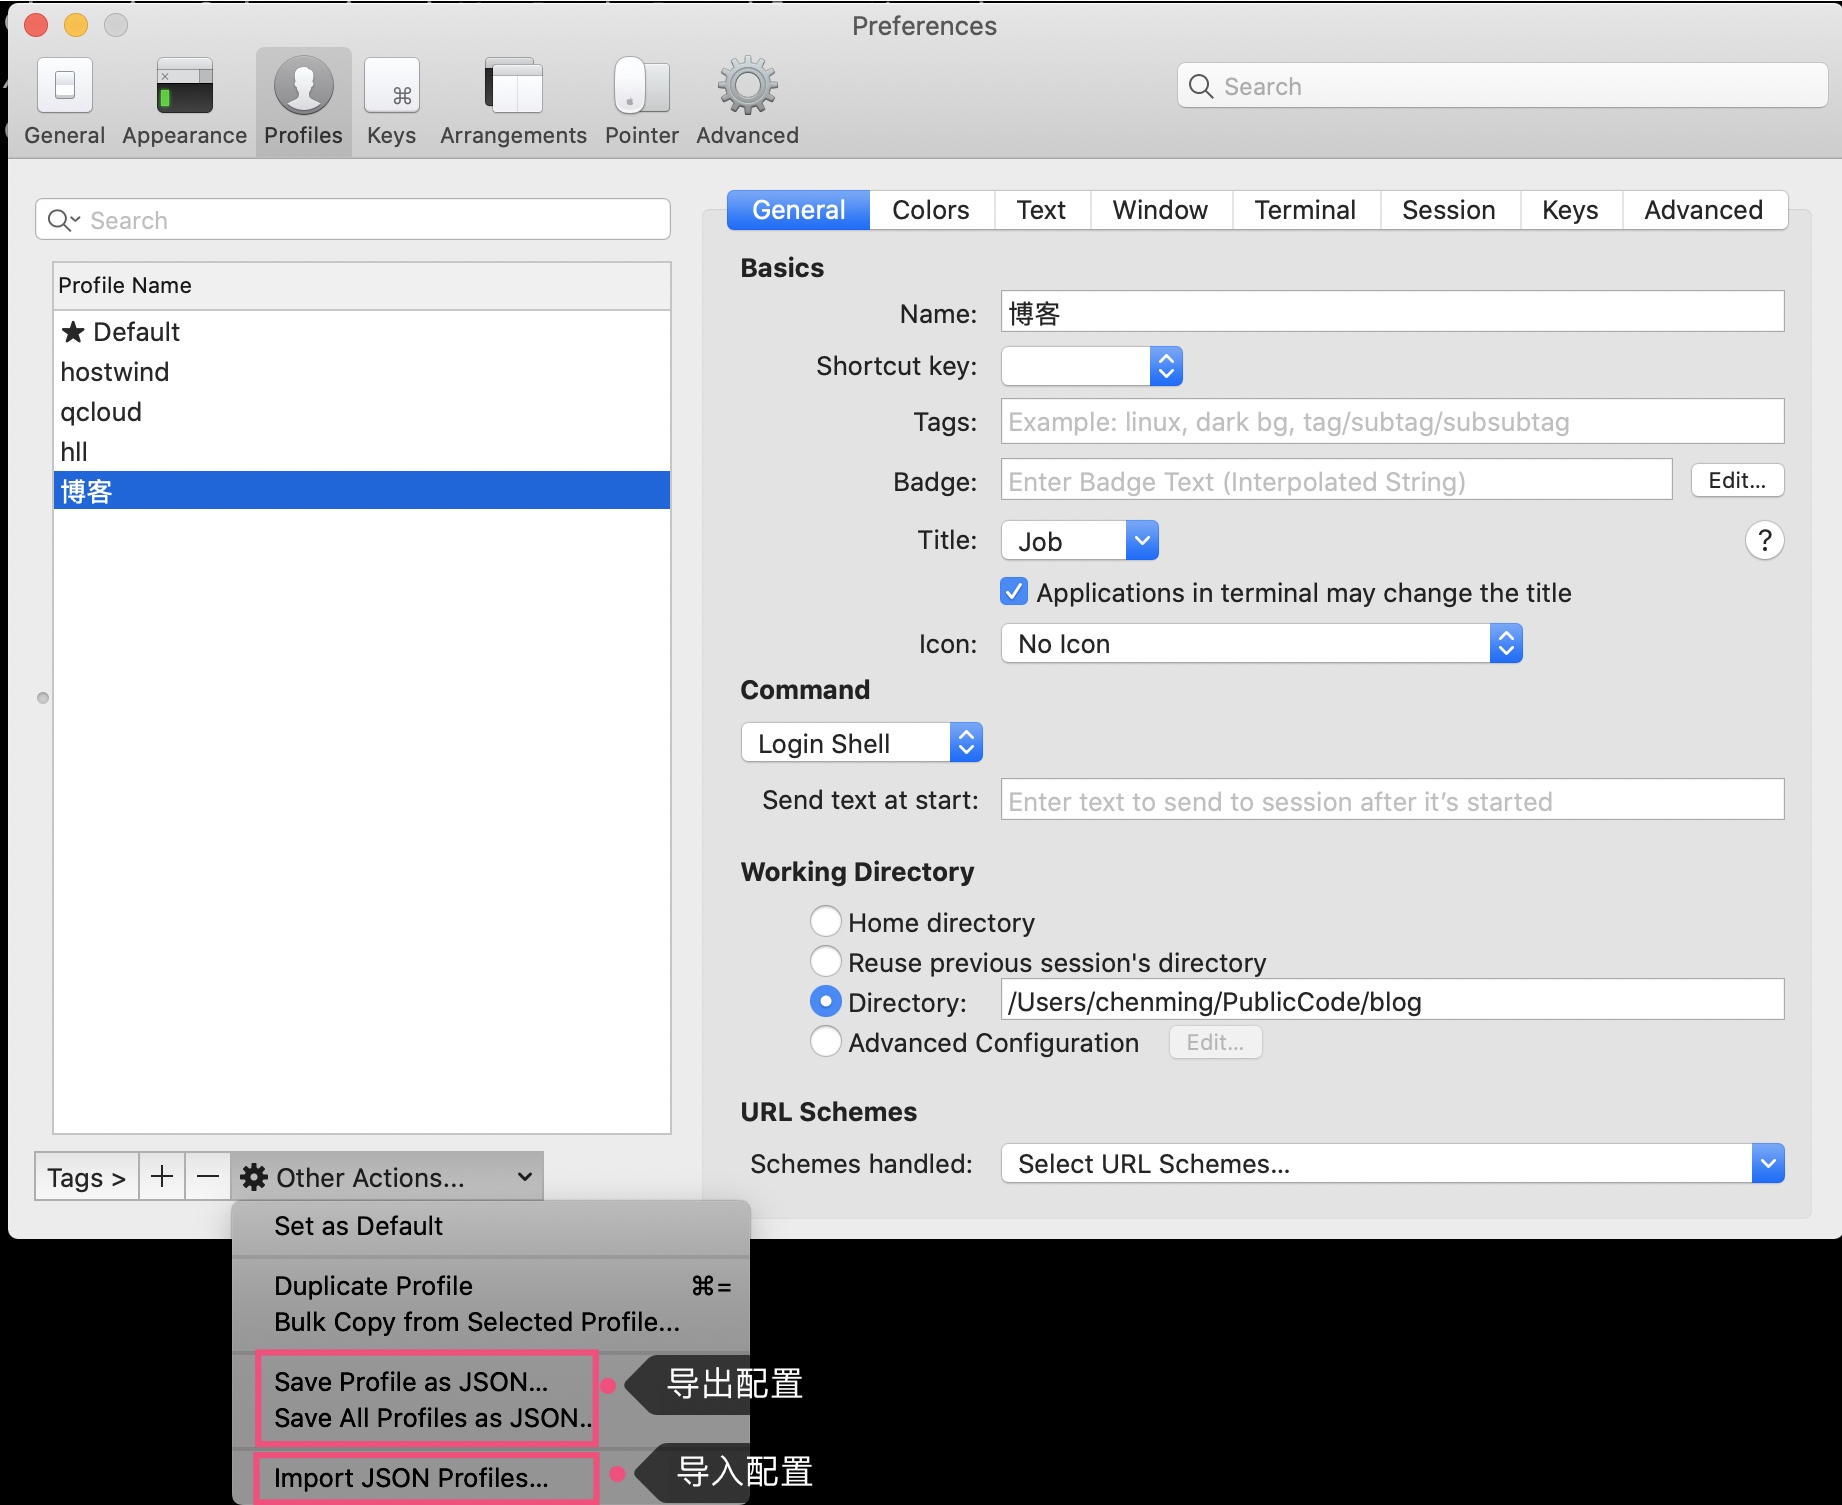 Preferences
General
Appearance
Profiles
Keys
Arrangements
Pointer
Advanced
Search
Search
Profile Name
Default
hostwind
qcloud
hll
博客
General Colors Text Window Terminal Session Keys Advanced
Basics
Name: 博客
Shortcut key:
Tags: Example: linux, dark bg, tag/subtag/subsubtag
Badge: Enter Badge Text (Interpolated String) Edit...
Title: Job ?
Applications in terminal may change the title
Icon: No Icon
Command
Login Shell
Send text at start: Enter text to send to session after it’s started
Working Directory
Home directory
Reuse previous session's directory
Directory: /Users/chenming/PublicCode/blog
Advanced Configuration Edit...
URL Schemes
Schemes handled: Select URL Schemes...
Tags > + − Other Actions...
Set as Default
Duplicate Profile ⌘=
Bulk Copy from Selected Profile...
Save Profile as JSON... 导出配置
Save All Profiles as JSON..
Import JSON Profiles... 导入配置